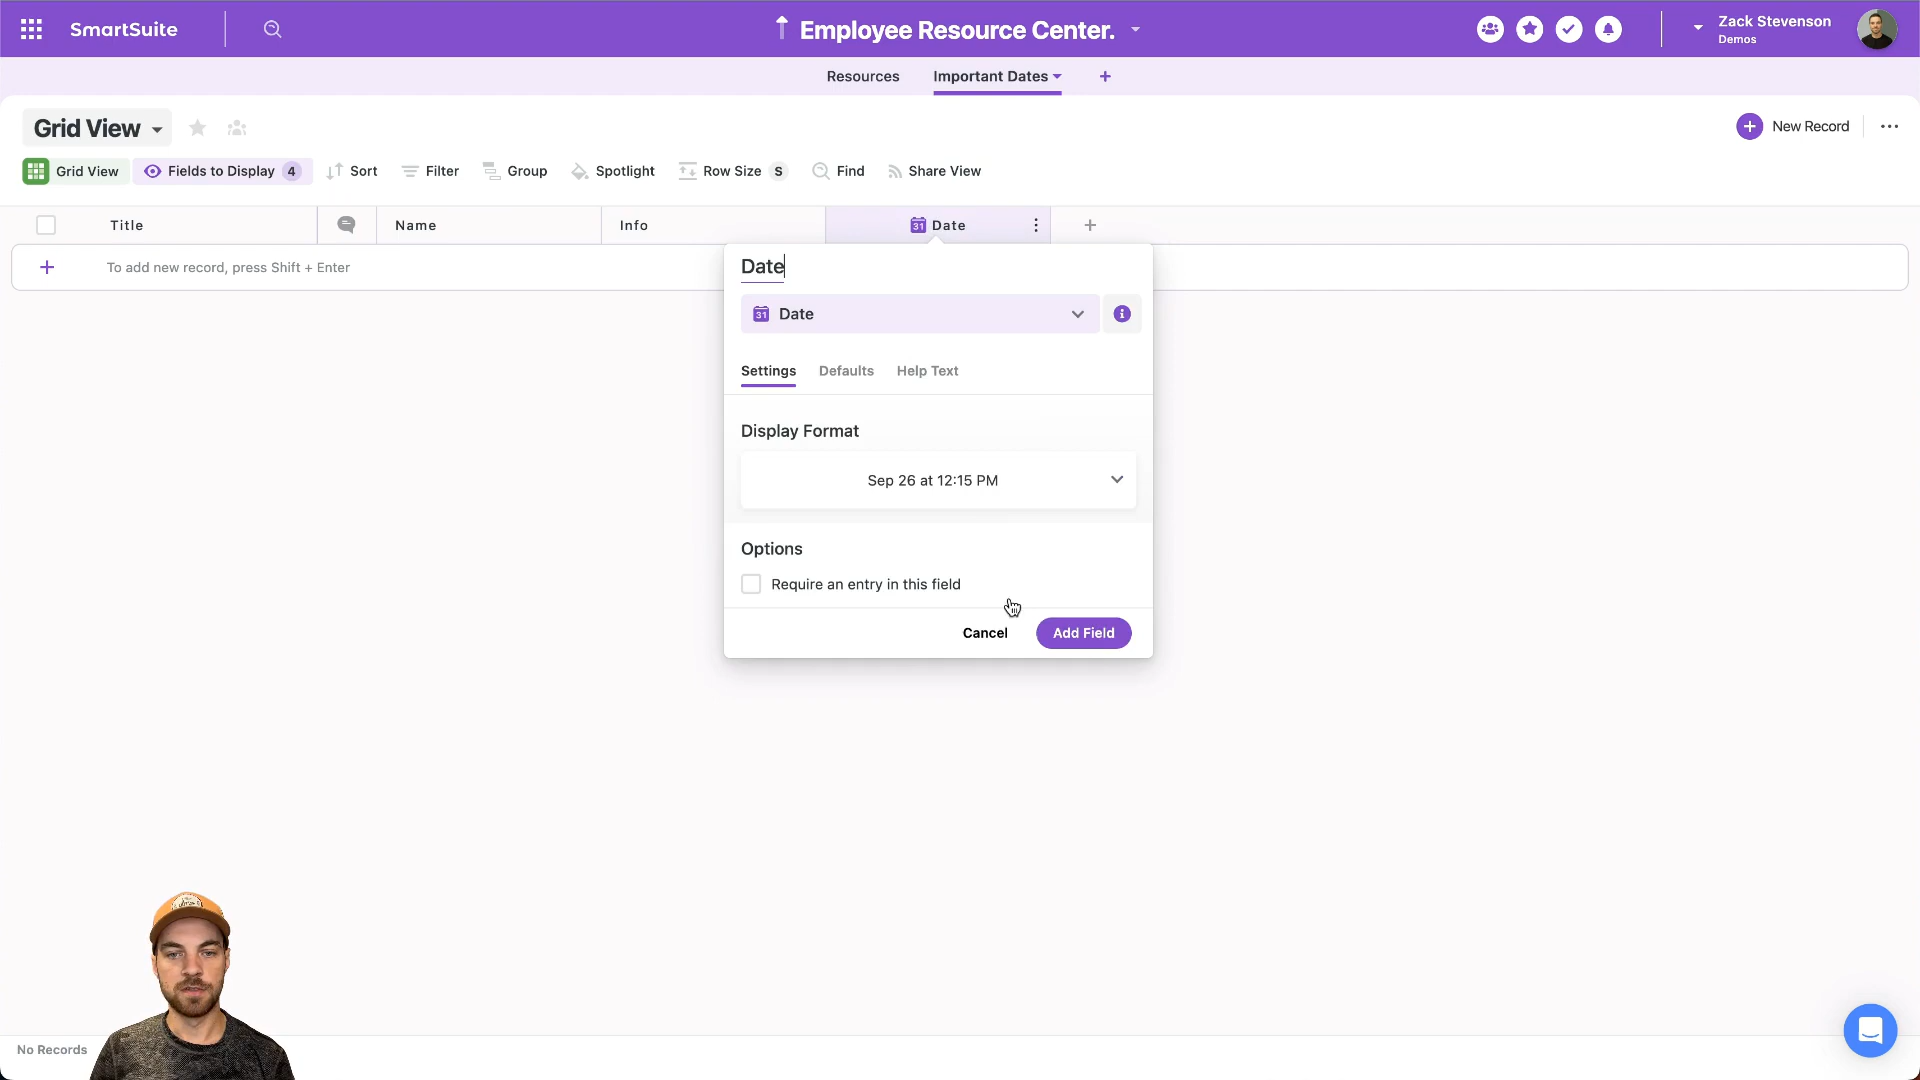 SmartSuite
Employee Resource Center.
Zack Stevenson
Demos
Resources
Important Dates
Grid View
New Record
Grid View
Fields to Display 4
Sort
Filter
Group
Spotlight
Row Size S
Find
Share View
Title
Name
Info
31 Date
To add new record, press Shift + Enter
Date
31 Date
Settings
Defaults
Help Text
Display Format
Sep 26 at 12:15 PM
Options
Require an entry in this field
Cancel
Add Field
No Records